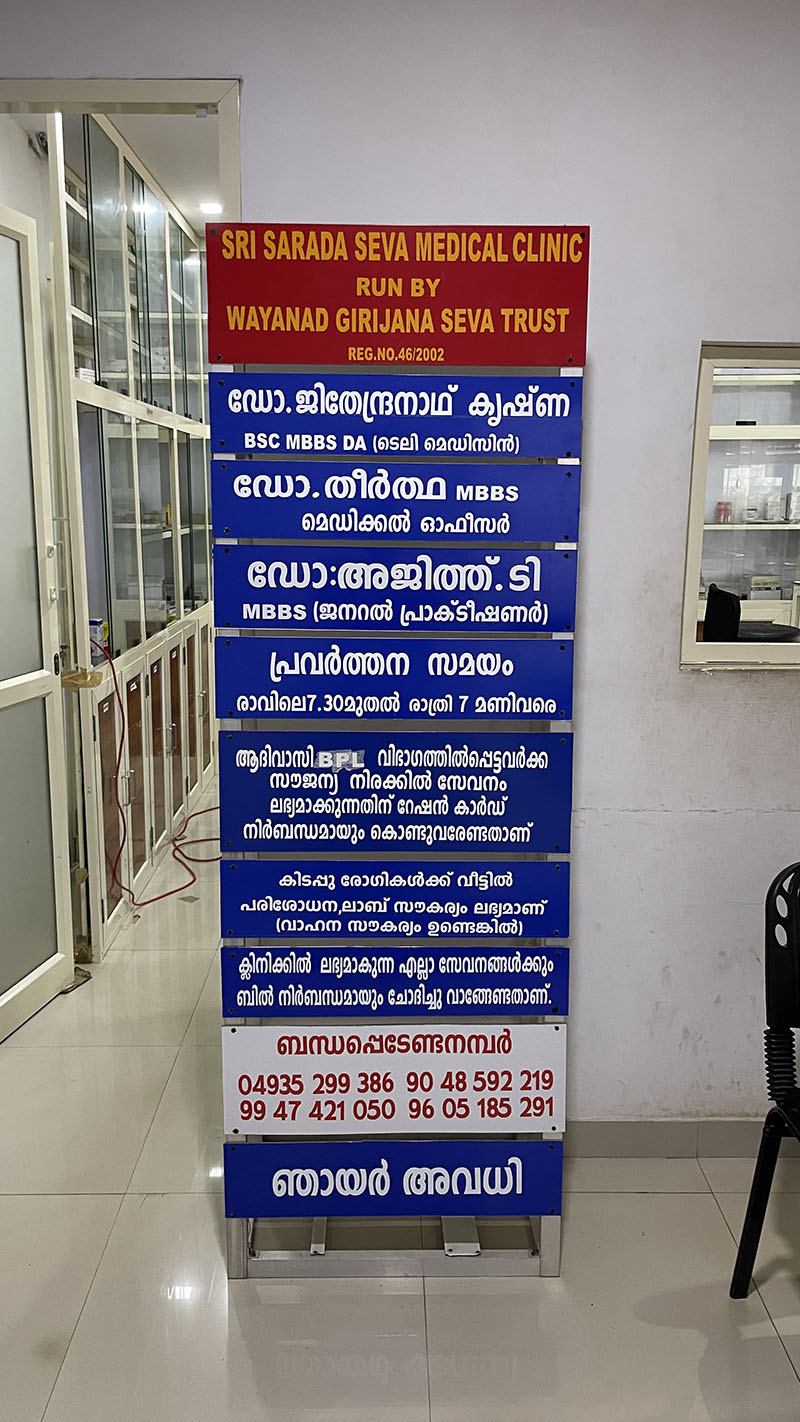 SRI SARADA SEVA MEDICAL CLINIC
RUN BY
WAYANAD GIRIJANA SEVA TRUST
REG.NO.46/2002
ഡോ.ജിതേന്ദ്രനാഥ് കൃഷ്ണ
BSC MBBS DA (ടെലി മെഡിസിൻ)
ഡോ.തീർത്ഥ MBBS
മെഡിക്കൽ ഓഫീസർ
ഡോ:അജിത്ത്.ടി
MBBS (ജനറൽ പ്രാക്ടീഷണർ)
പ്രവർത്തന സമയം
രാവിലെ7.30മുതൽ രാത്രി 7 മണിവരെ
ആദിവാസി BPL വിഭാഗത്തിൽപ്പെട്ടവർക്ക
സൗജന്യ നിരക്കിൽ സേവനം
ലഭ്യമാക്കുന്നതിന് റേഷൻ കാർഡ്
നിർബന്ധമായും കൊണ്ടുവരേണ്ടതാണ്
കിടപ്പു രോഗികൾക്ക് വീട്ടിൽ
പരിശോധന,ലാബ് സൗകര്യം ലഭ്യമാണ്
(വാഹന സൗകര്യം ഉണ്ടെങ്കിൽ)
ക്ലിനിക്കിൽ ലഭ്യമാകുന്ന എല്ലാ സേവനങ്ങൾക്കും
ബിൽ നിർബന്ധമായും ചോദിച്ചു വാങ്ങേണ്ടതാണ്.
ബന്ധപ്പെടേണ്ടനമ്പർ
04935 299 386 90 48 592 219
99 47 421 050 96 05 185 291
ഞായർ അവധി